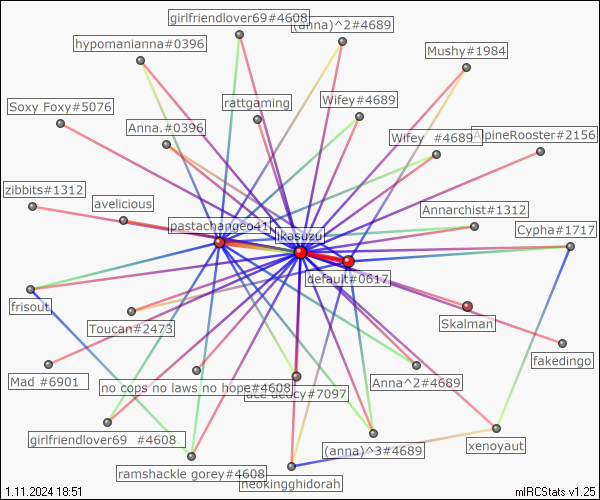 girlfriendlover69#4608
(anna)^2#4689
hypomanianna#0396
Mushy#1984
Soxy Foxy#5076
rattgaming
Wifey#4689
Anna.#0396
Wifey #4689
AlpineRooster#2156
zibbits#1312
avelicious
pastachangeo41
Annarchist#1312
ikasuzu
Cypha#1717
default#0617
frisout
Toucan#2473
Skalman
fakedingo
Mad #6901
no cops no laws no hope#4608
#7097
Anna^2#4689
girlfriendlover69 #4608
(anna)^3#4689
xenoyaut
ramshackle gorey#4608
neokingghidorah
1.11.2024 18:51
mIRCStats v1.25